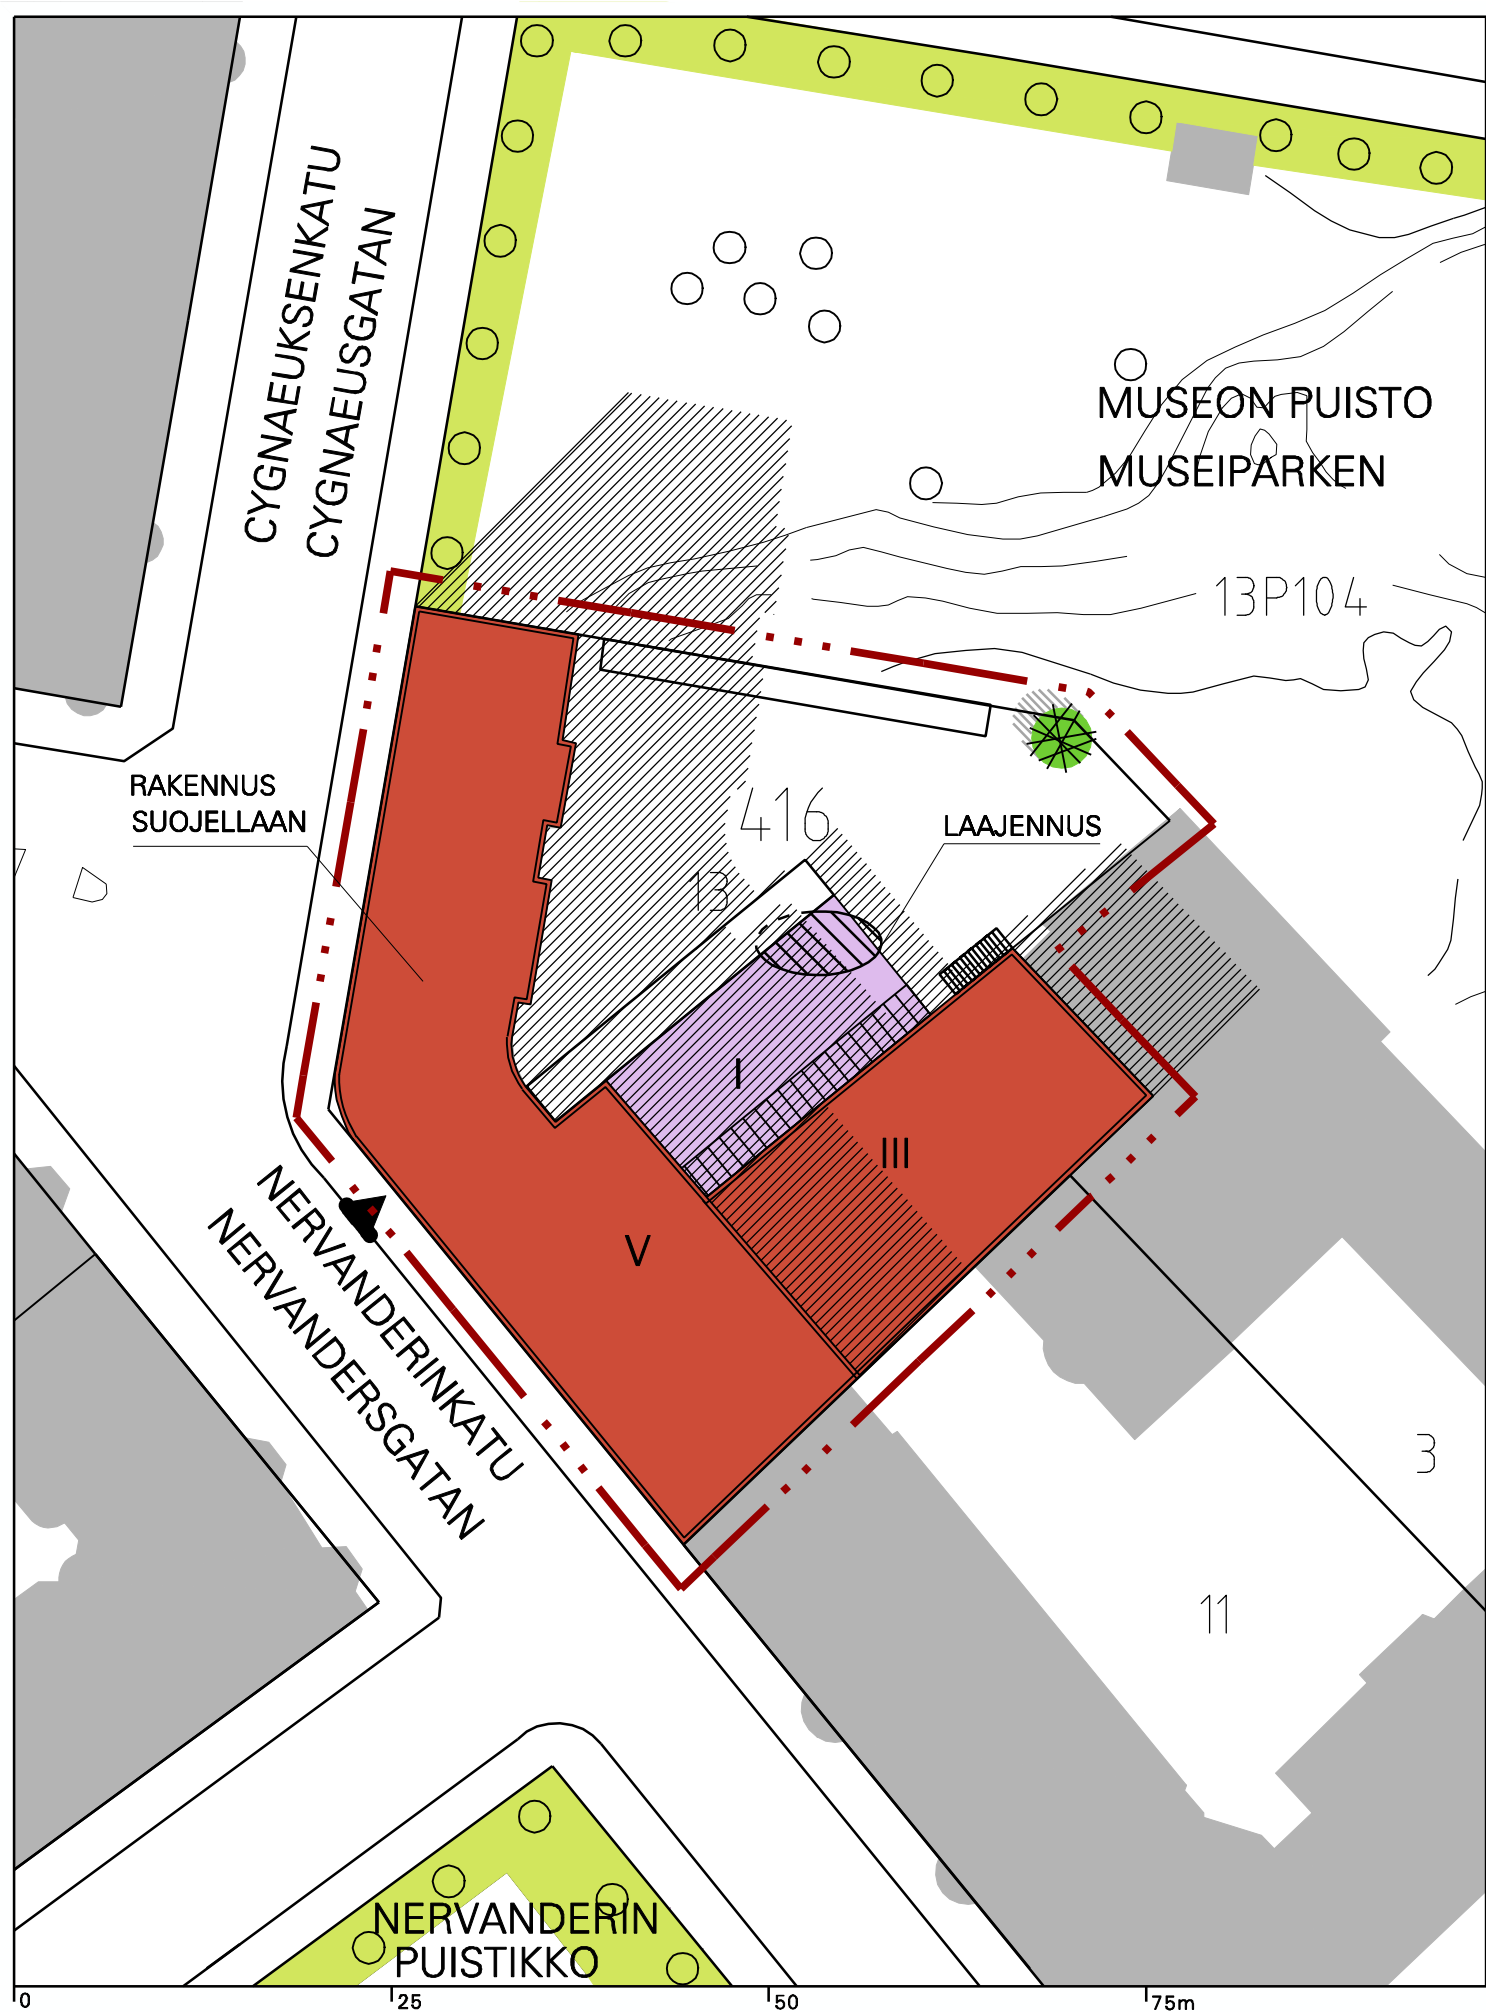 CYGNAEUKSENKATU
CYGNAEUSGATAN
MUSEON PUISTO
MUSEIPARKEN
13P104
RAKENNUS
SUOJELLAAN
416
13
LAAJENNUS
I
III
V
NERVANDERINKATU
NERVANDERSGATAN
3
11
NERVANDERIN
PUISTIKKO
0
25
50
75m